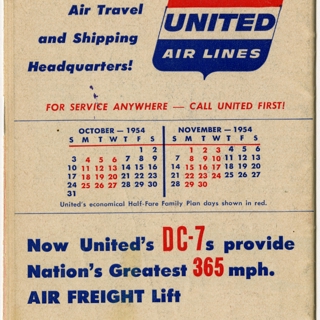 Air Travel
and Shipping
Headquarters!
UNITED
AIR LINES
FOR SERVICE ANYWHERE — CALL UNITED FIRST!
OCTOBER — 1954
S M T W T F S
1 2
3 4 5 6 7 8 9
10 11 12 13 14 15 16
17 18 19 20 21 22 23
24 25 26 27 28 29 30
31
NOVEMBER — 1954
S M T W T F S
1 2 3 4 5 6
7 8 9 10 11 12 13
14 15 16 17 18 19 20
21 22 23 24 25 26 27
28 29 30
United's economical Half-Fare Family Plan days shown in red.
Now United's DC-7s provide
Nation's Greatest 365 mph.
AIR FREIGHT Lift